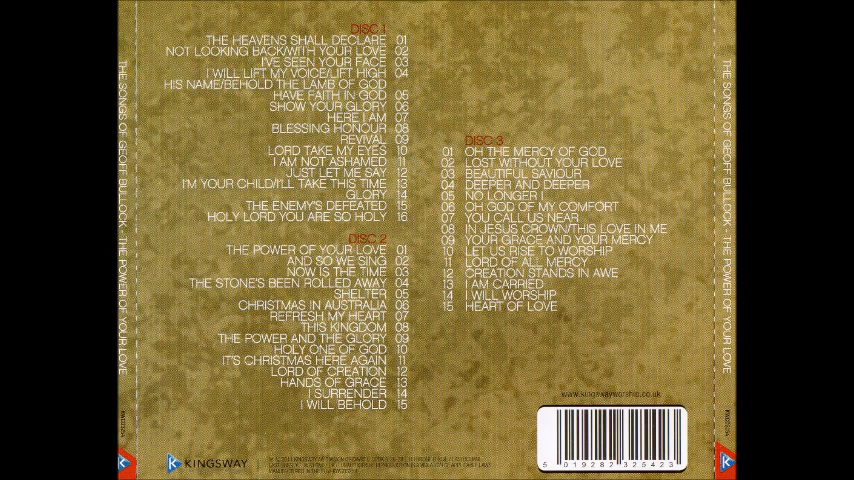 THE SONGS OF GEOFF BULLOCK - THE POWER OF YOUR LOVE
DISC 1
THE HEAVENS SHALL DECLARE 01
NOT LOOKING BACK/WITH YOUR LOVE 02
I'VE SEEN YOUR FACE 03
I WILL LIFT MY VOICE/LIFT HIGH 04
HIS NAME/BEHOLD THE LAMB OF GOD
HAVE FAITH IN GOD 05
SHOW YOUR GLORY 06
HERE I AM 07
BLESSING HONOUR 08
REVIVAL 09
LORD TAKE MY EYES 10
I AM NOT ASHAMED 11
JUST LET ME SAY 12
I'M YOUR CHILD/I'LL TAKE THIS TIME 13
GLORY 14
THE ENEMY'S DEFEATED 15
HOLY LORD YOU ARE SO HOLY 16
DISC 2
THE POWER OF YOUR LOVE 01
AND SO WE SING 02
NOW IS THE TIME 03
THE STONE'S BEEN ROLLED AWAY 04
SHELTER 05
CHRISTMAS IN AUSTRALIA 06
REFRESH MY HEART 07
THIS KINGDOM 08
THE POWER AND THE GLORY 09
HOLY ONE OF GOD 10
IT'S CHRISTMAS HERE AGAIN 11
LORD OF CREATION 12
HANDS OF GRACE 13
I SURRENDER 14
I WILL BEHOLD 15
DISC 3
01 OH THE MERCY OF GOD
02 LOST WITHOUT YOUR LOVE
03 BEAUTIFUL SAVIOUR
04 DEEPER AND DEEPER
05 NO LONGER I
06 OH GOD OF MY COMFORT
07 YOU CALL US NEAR
08 IN JESUS CROWN/THIS LOVE IN ME
09 YOUR GRACE AND YOUR MERCY
10 LET US RISE TO WORSHIP
11 LORD OF ALL MERCY
12 CREATION STANDS IN AWE
13 I AM CARRIED
14 I WILL WORSHIP
15 HEART OF LOVE
www.kingswayworship.co.uk
5 019282 325423
KINGSWAY
THE SONGS OF GEOFF BULLOCK - THE POWER OF YOUR LOVE